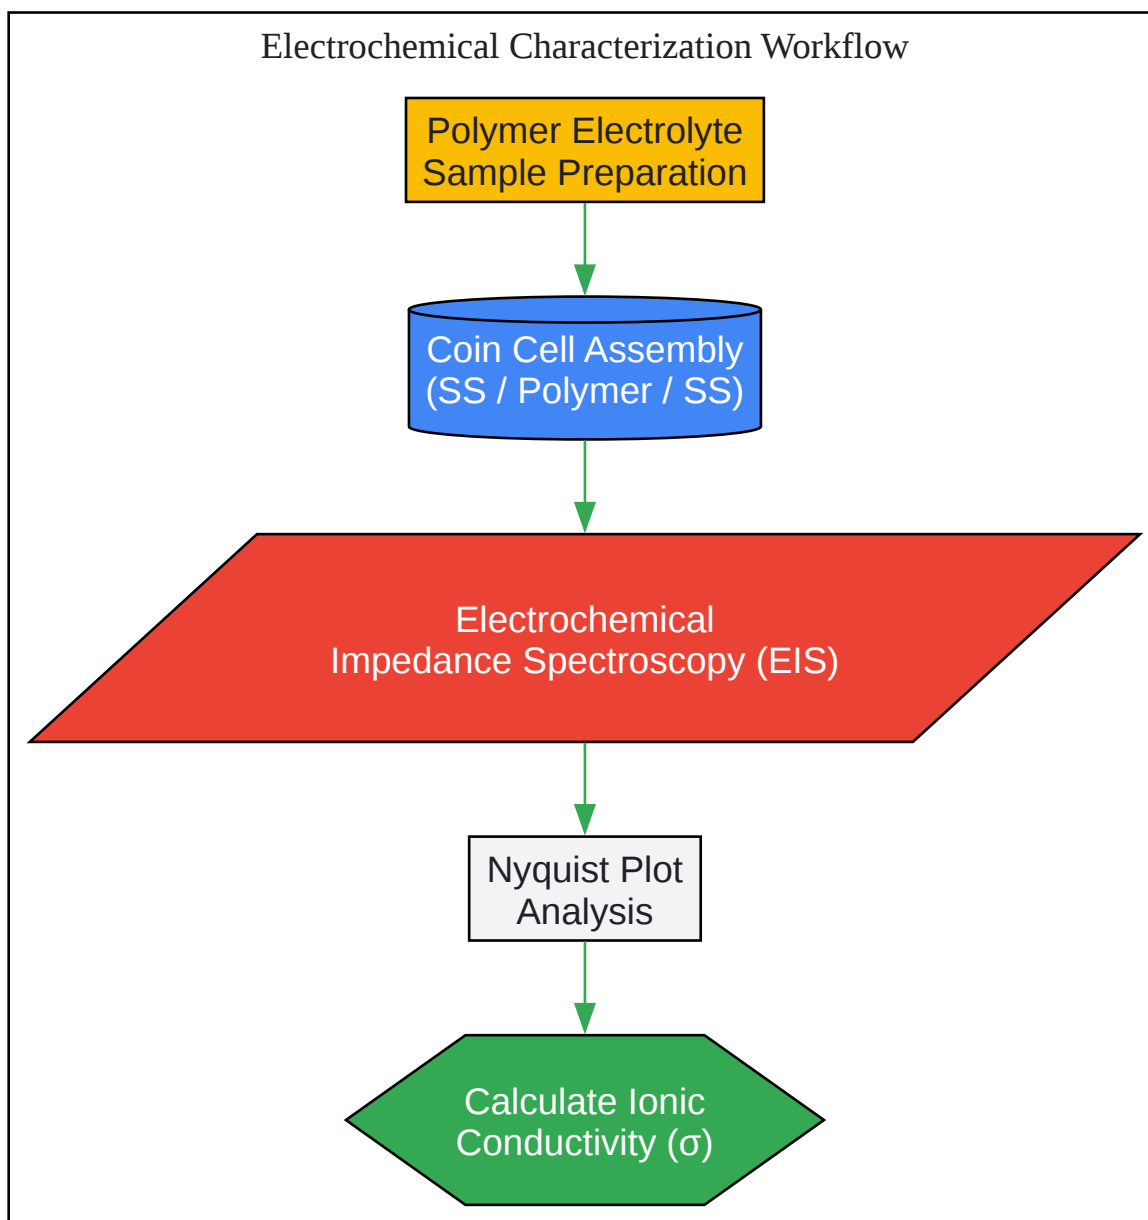 Electrochemical Characterization Workflow
Polymer Electrolyte
Sample Preparation
Coin Cell Assembly
(SS / Polymer / SS)
Electrochemical
Impedance Spectroscopy (EIS)
Nyquist Plot
Analysis
Calculate Ionic
Conductivity (σ)